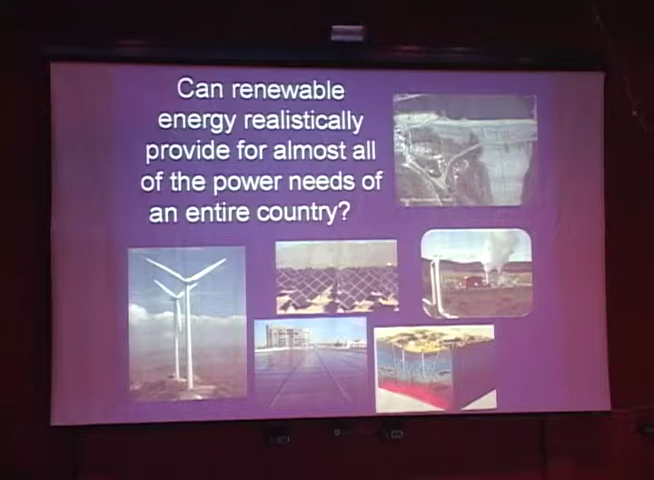 Can renewable
energy realistically
provide for almost all
of the power needs of
an entire country?